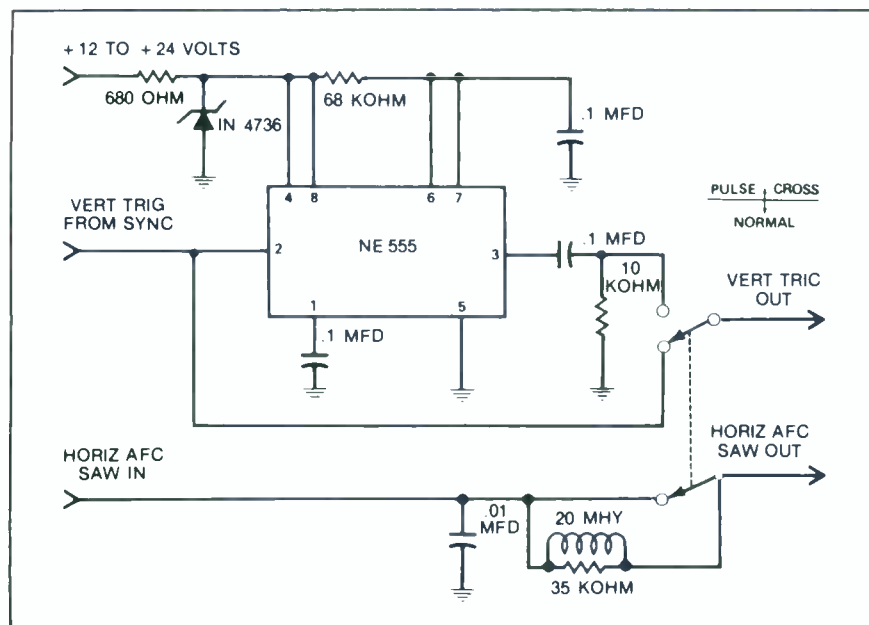 + 12 TO + 24 VOLTS
680 OHM
IN 4736
68 KOHM
.1 MFD
4
8
6
7
VERT TRIG
FROM SYNC
2
NE 555
3
1
5
.1 MFD
.1 MFD
10
KOHM
PULSE CROSS
NORMAL
VERT TRIC
OUT
HORIZ AFC
SAW IN
HORIZ AFC
SAW OUT
.01
MFD
20 MHY
35 KOHM